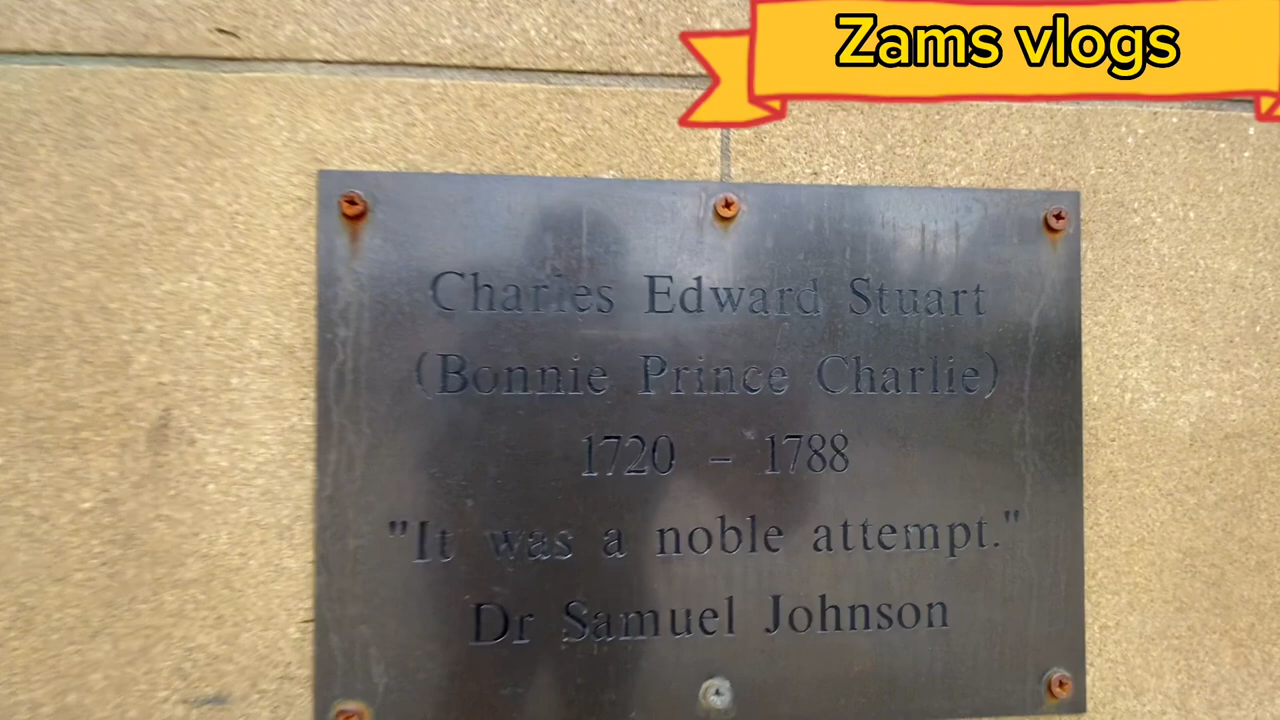 Zams vlogs
Charles Edward Stuart
(Bonnie Prince Charlie)
1720 - 1788
"It was a noble attempt."
Dr Samuel Johnson